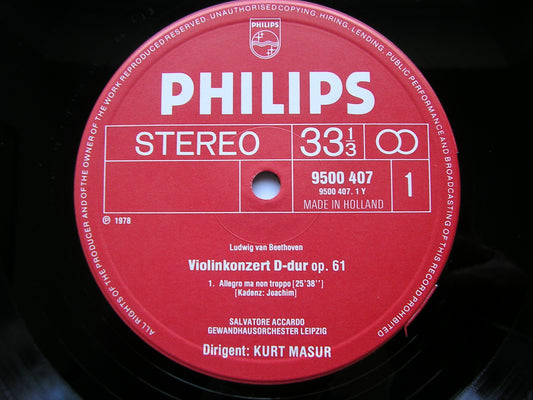 ALL RIGHTS OF THE PRODUCER AND OF THE OWNER OF THE WORK REPRODUCED RESERVED. UNAUTHORISED COPYING, HIRING, LENDING, PUBLIC PERFORMANCE AND BROADCASTING OF THIS RECORD PROHIBITED
PHILIPS
PHILIPS
STEREO 33 1/3
9500 407
9500 407. 1 Y
MADE IN HOLLAND
1
℗ 1978
Ludwig van Beethoven
Violinkonzert D-dur op. 61
1. Allegro ma non troppo [25'38'']
[Kadenz: Joachim]
SALVATORE ACCARDO
GEWANDHAUSORCHESTER LEIPZIG
Dirigent: KURT MASUR